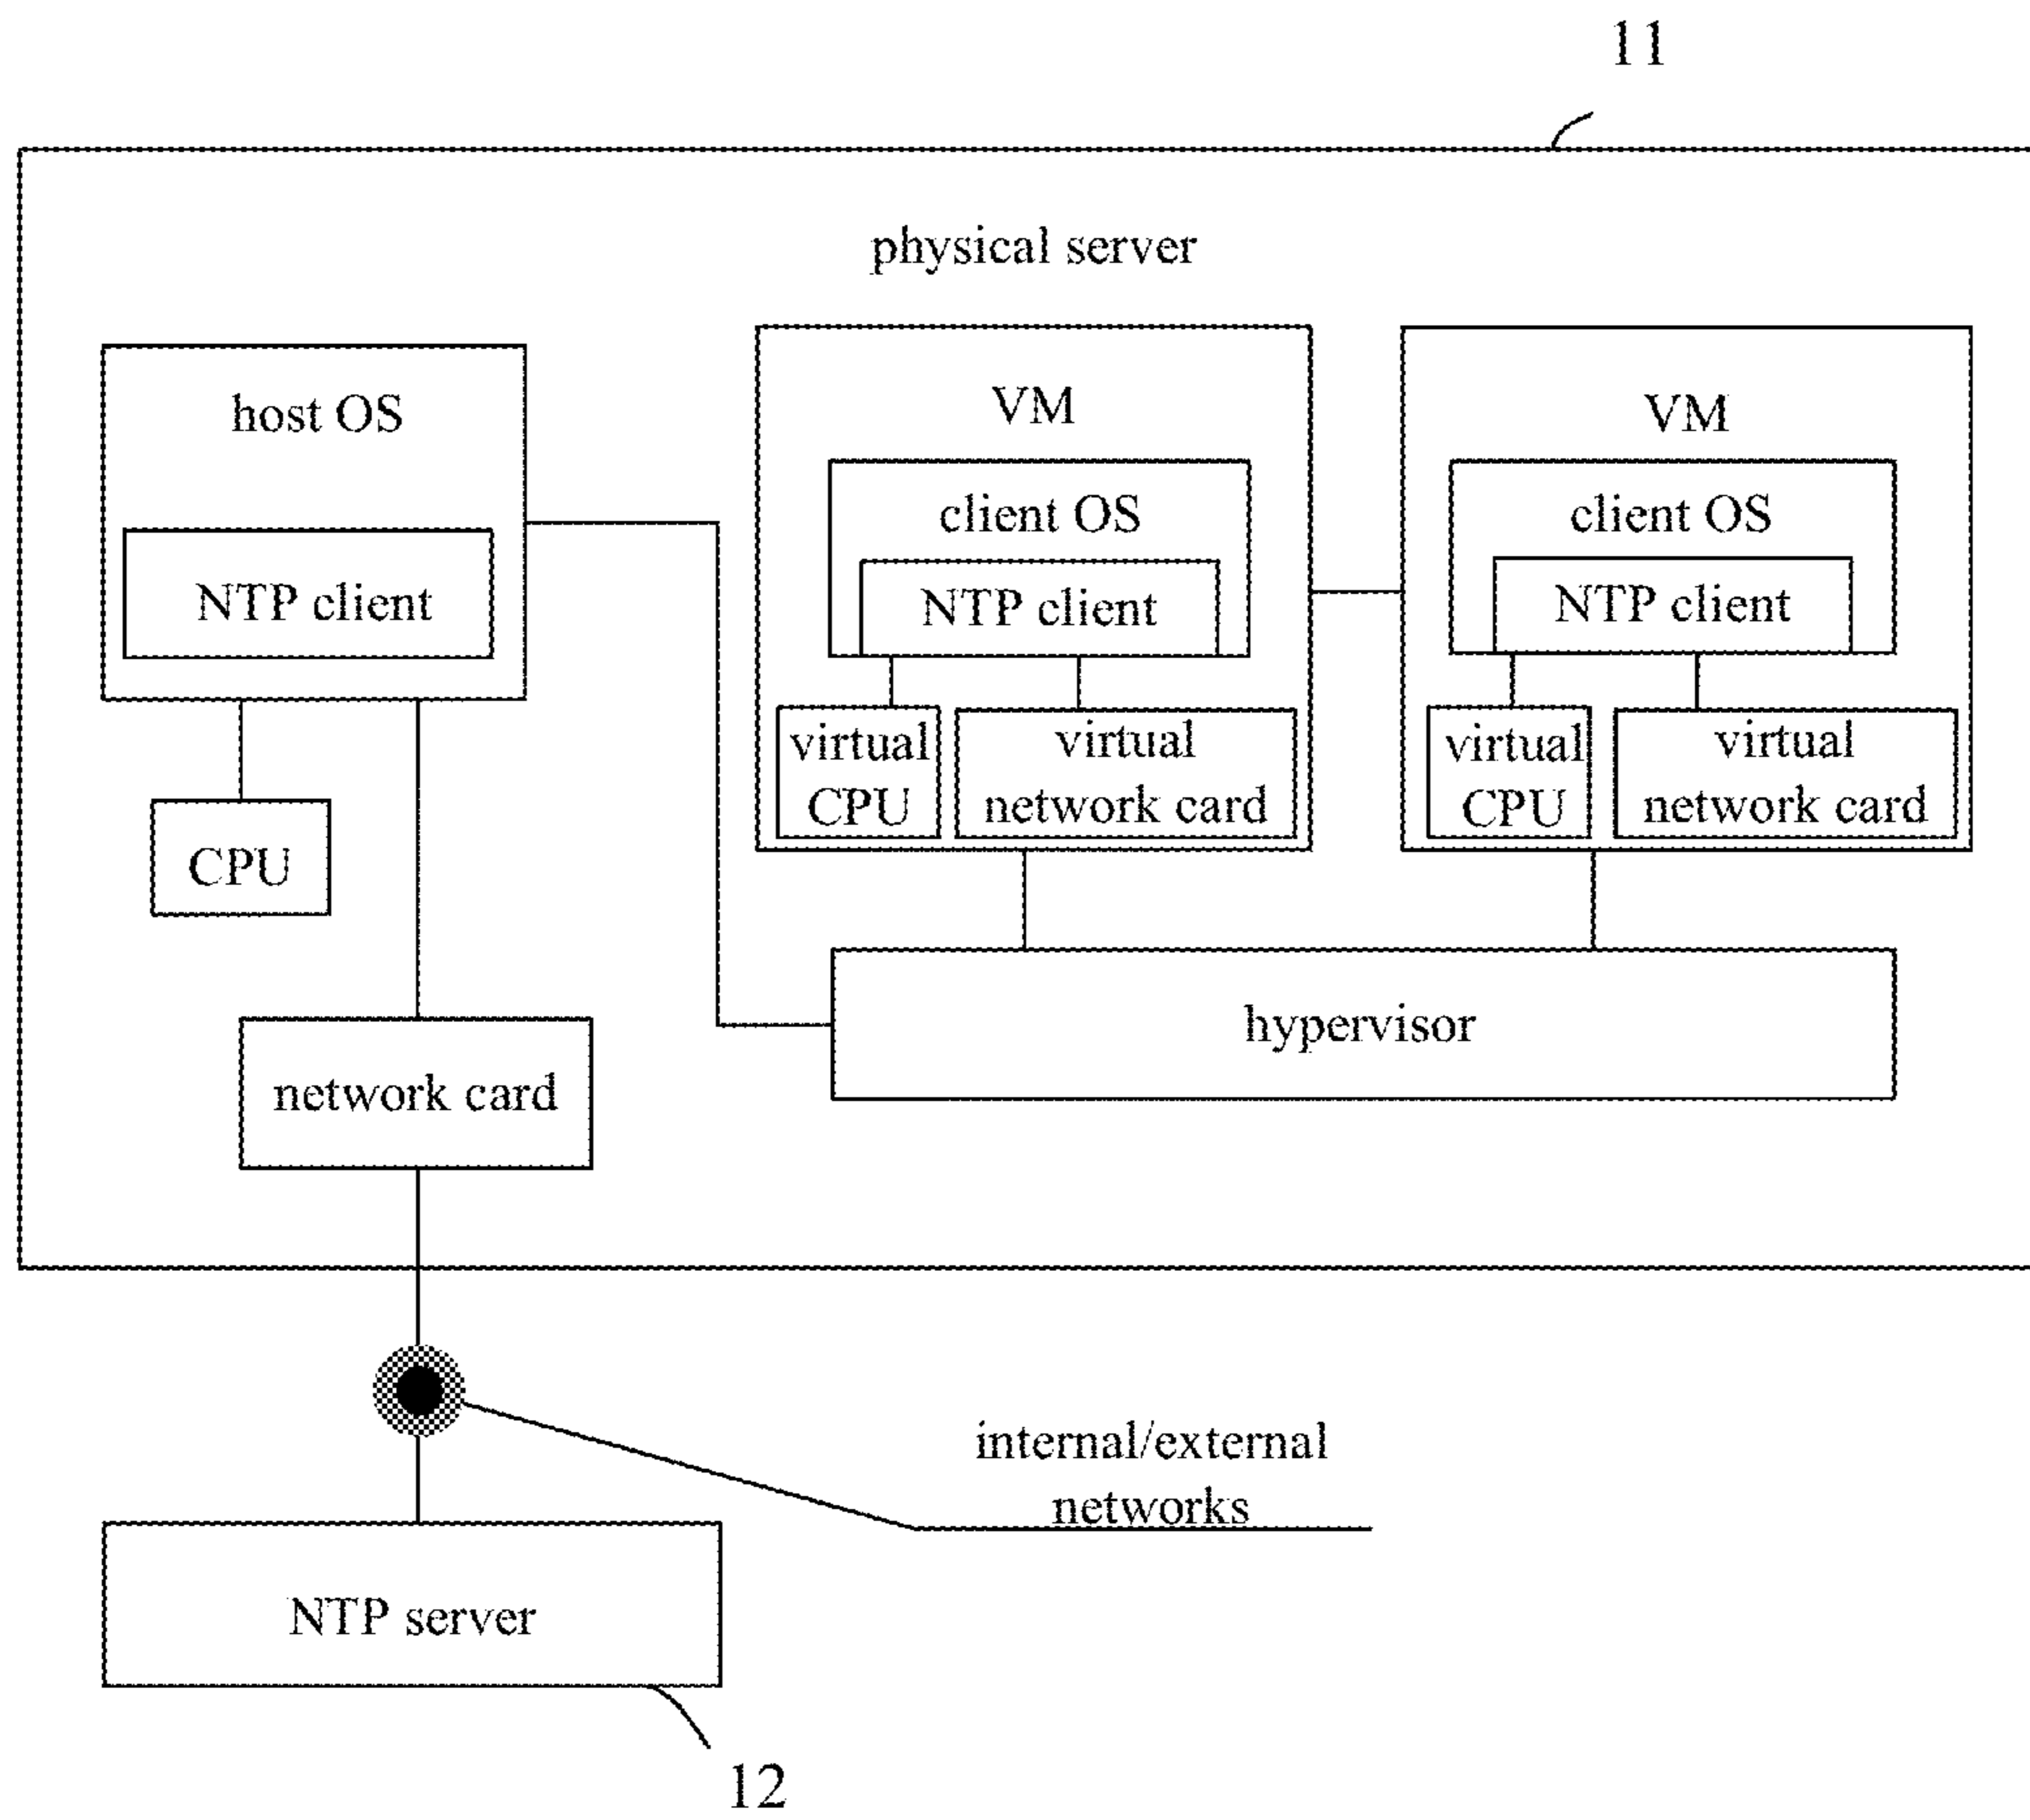 11
physical server
host OS
NTP client
CPU
network card
VM
client OS
NTP client
virtual
CPU
virtual
network card
VM
client OS
NTP client
virtual
CPU
virtual
network card
hypervisor
internal/external
networks
NTP server
12